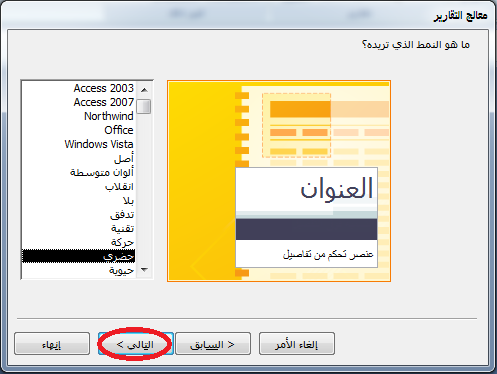 معالج التقارير
ما هو النمط الذي تريده؟
Access 2003
Access 2007
Northwind
Office
Windows Vista
أصل
ألوان متوسطة
انقلاب
بلا
تدفق
تقنية
حركة
حضري
حيوية
العنوان
عنصر تحكم من تفاصيل
إلغاء الأمر
< السابق
التالي >
إنهاء